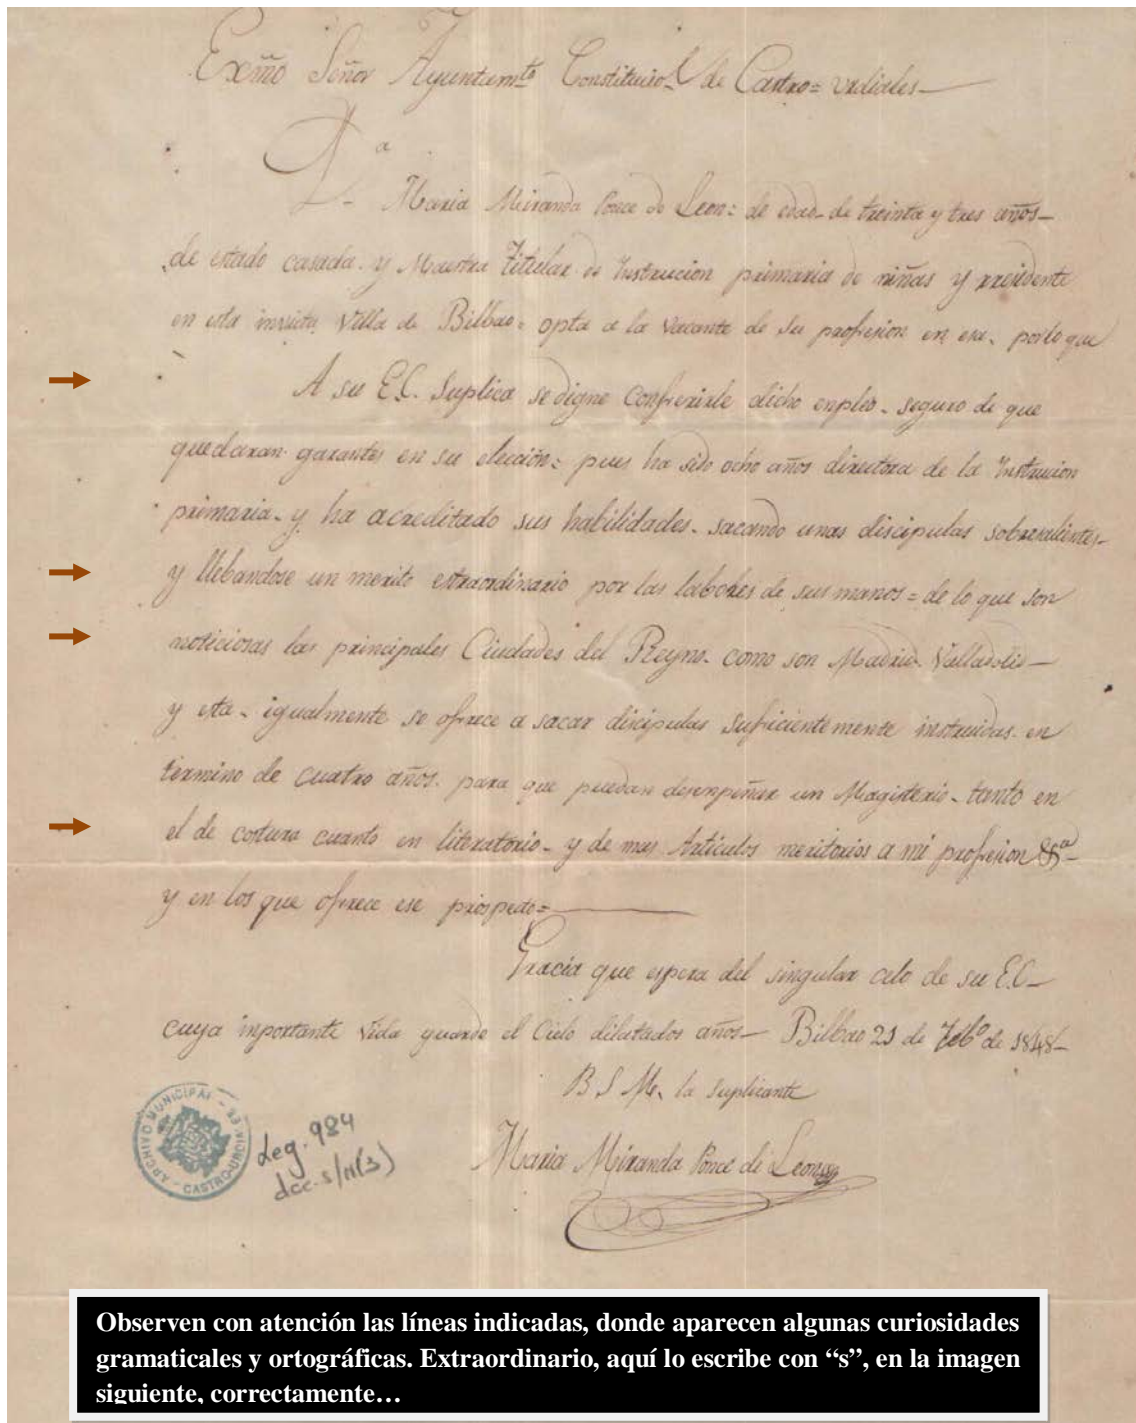 Exmo Señor Ayuntamto Constituciol de Castro=vrdiales—
Da
Maria Miranda Ponce de Leon: de edad- de treinta y tres años-
de estado casada. y Maestra Titular de Instrucion primaria de niñas y rresidente
en esta invicta Villa de Bilbao= opta a la vacante de su profesion en esa. por lo que
A su E.C. Suplica se digne conferirle dicho enpleo- seguro de que
quedaran garantes en su elección= pues ha sido ocho años directora de la Instrucion
primaria- y ha acreditado sus habilidades- sacando unas discipulas sobresalientes-
y llebandose un merito estraordinario por las labores de sus manos= de lo que son
noticiosas las principales Ciudades del Reyno- como son Madrid- Valladolid—
y esta- igualmente se ofrece a sacar discipulas suficientemente instruidas. en
termino de cuatro años. para que puedan desenpeñar un Magisterio- tanto en
el de costura cuanto en literatorio- y de mas Articulos meritorios a mi profesion &a-
y en los que ofrece ese prospecto=
Gracia que espera del singular celo de su E.C-
cuya inportante vida guarde el Cielo dilatados años— Bilbao 21 de Febo de 1848-
B S M. la suplicante
Maria Miranda Ponce de Leon
ARCHIVO MUNICIPAL - CASTRO-URDIALES
Leg. 984
doc. s/n(3)
Observen con atención las líneas indicadas, donde aparecen algunas curiosidades
gramaticales y ortográficas. Extraordinario, aquí lo escribe con “s”, en la imagen
siguiente, correctamente…